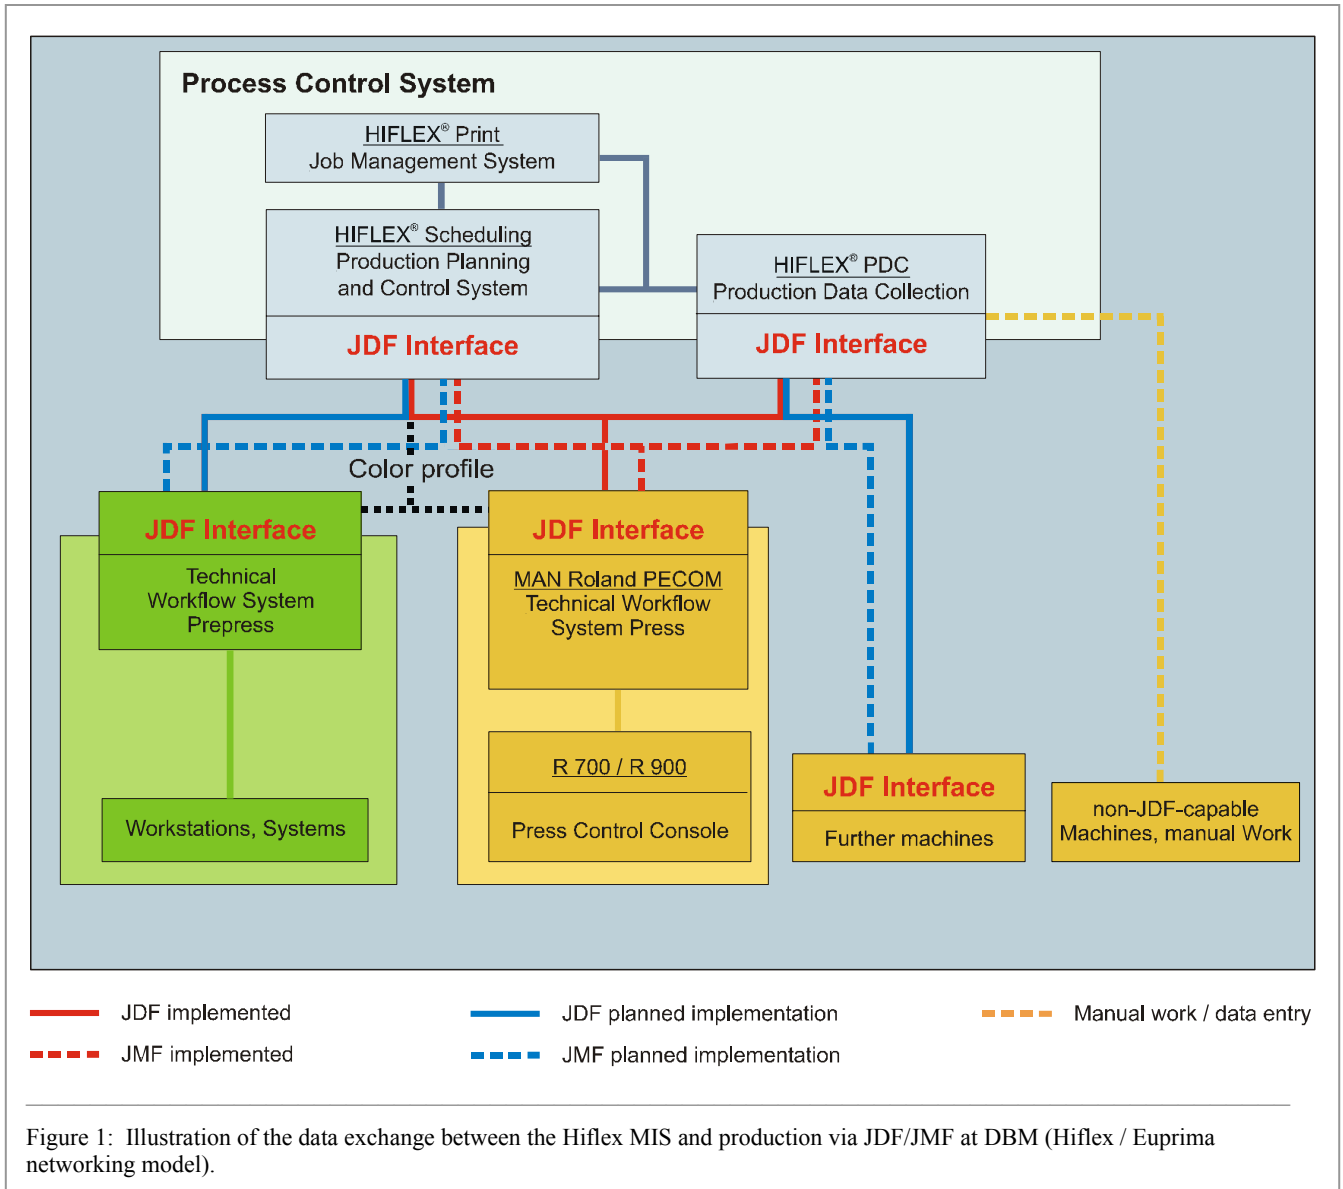 Process Control System
HIFLEX® Print
Job Management System
HIFLEX® Scheduling
Production Planning
and Control System
JDF Interface
HIFLEX® PDC
Production Data Collection
JDF Interface
Color profile
JDF Interface
Technical
Workflow System
Prepress
Workstations, Systems
JDF Interface
MAN Roland PECOM
Technical Workflow
System Press
R 700 / R 900
Press Control Console
JDF Interface
Further machines
non-JDF-capable
Machines, manual Work
JDF implemented
JMF implemented
JDF planned implementation
JMF planned implementation
Manual work / data entry
Figure 1: Illustration of the data exchange between the Hiflex MIS and production via JDF/JMF at DBM (Hiflex / Euprima
networking model).